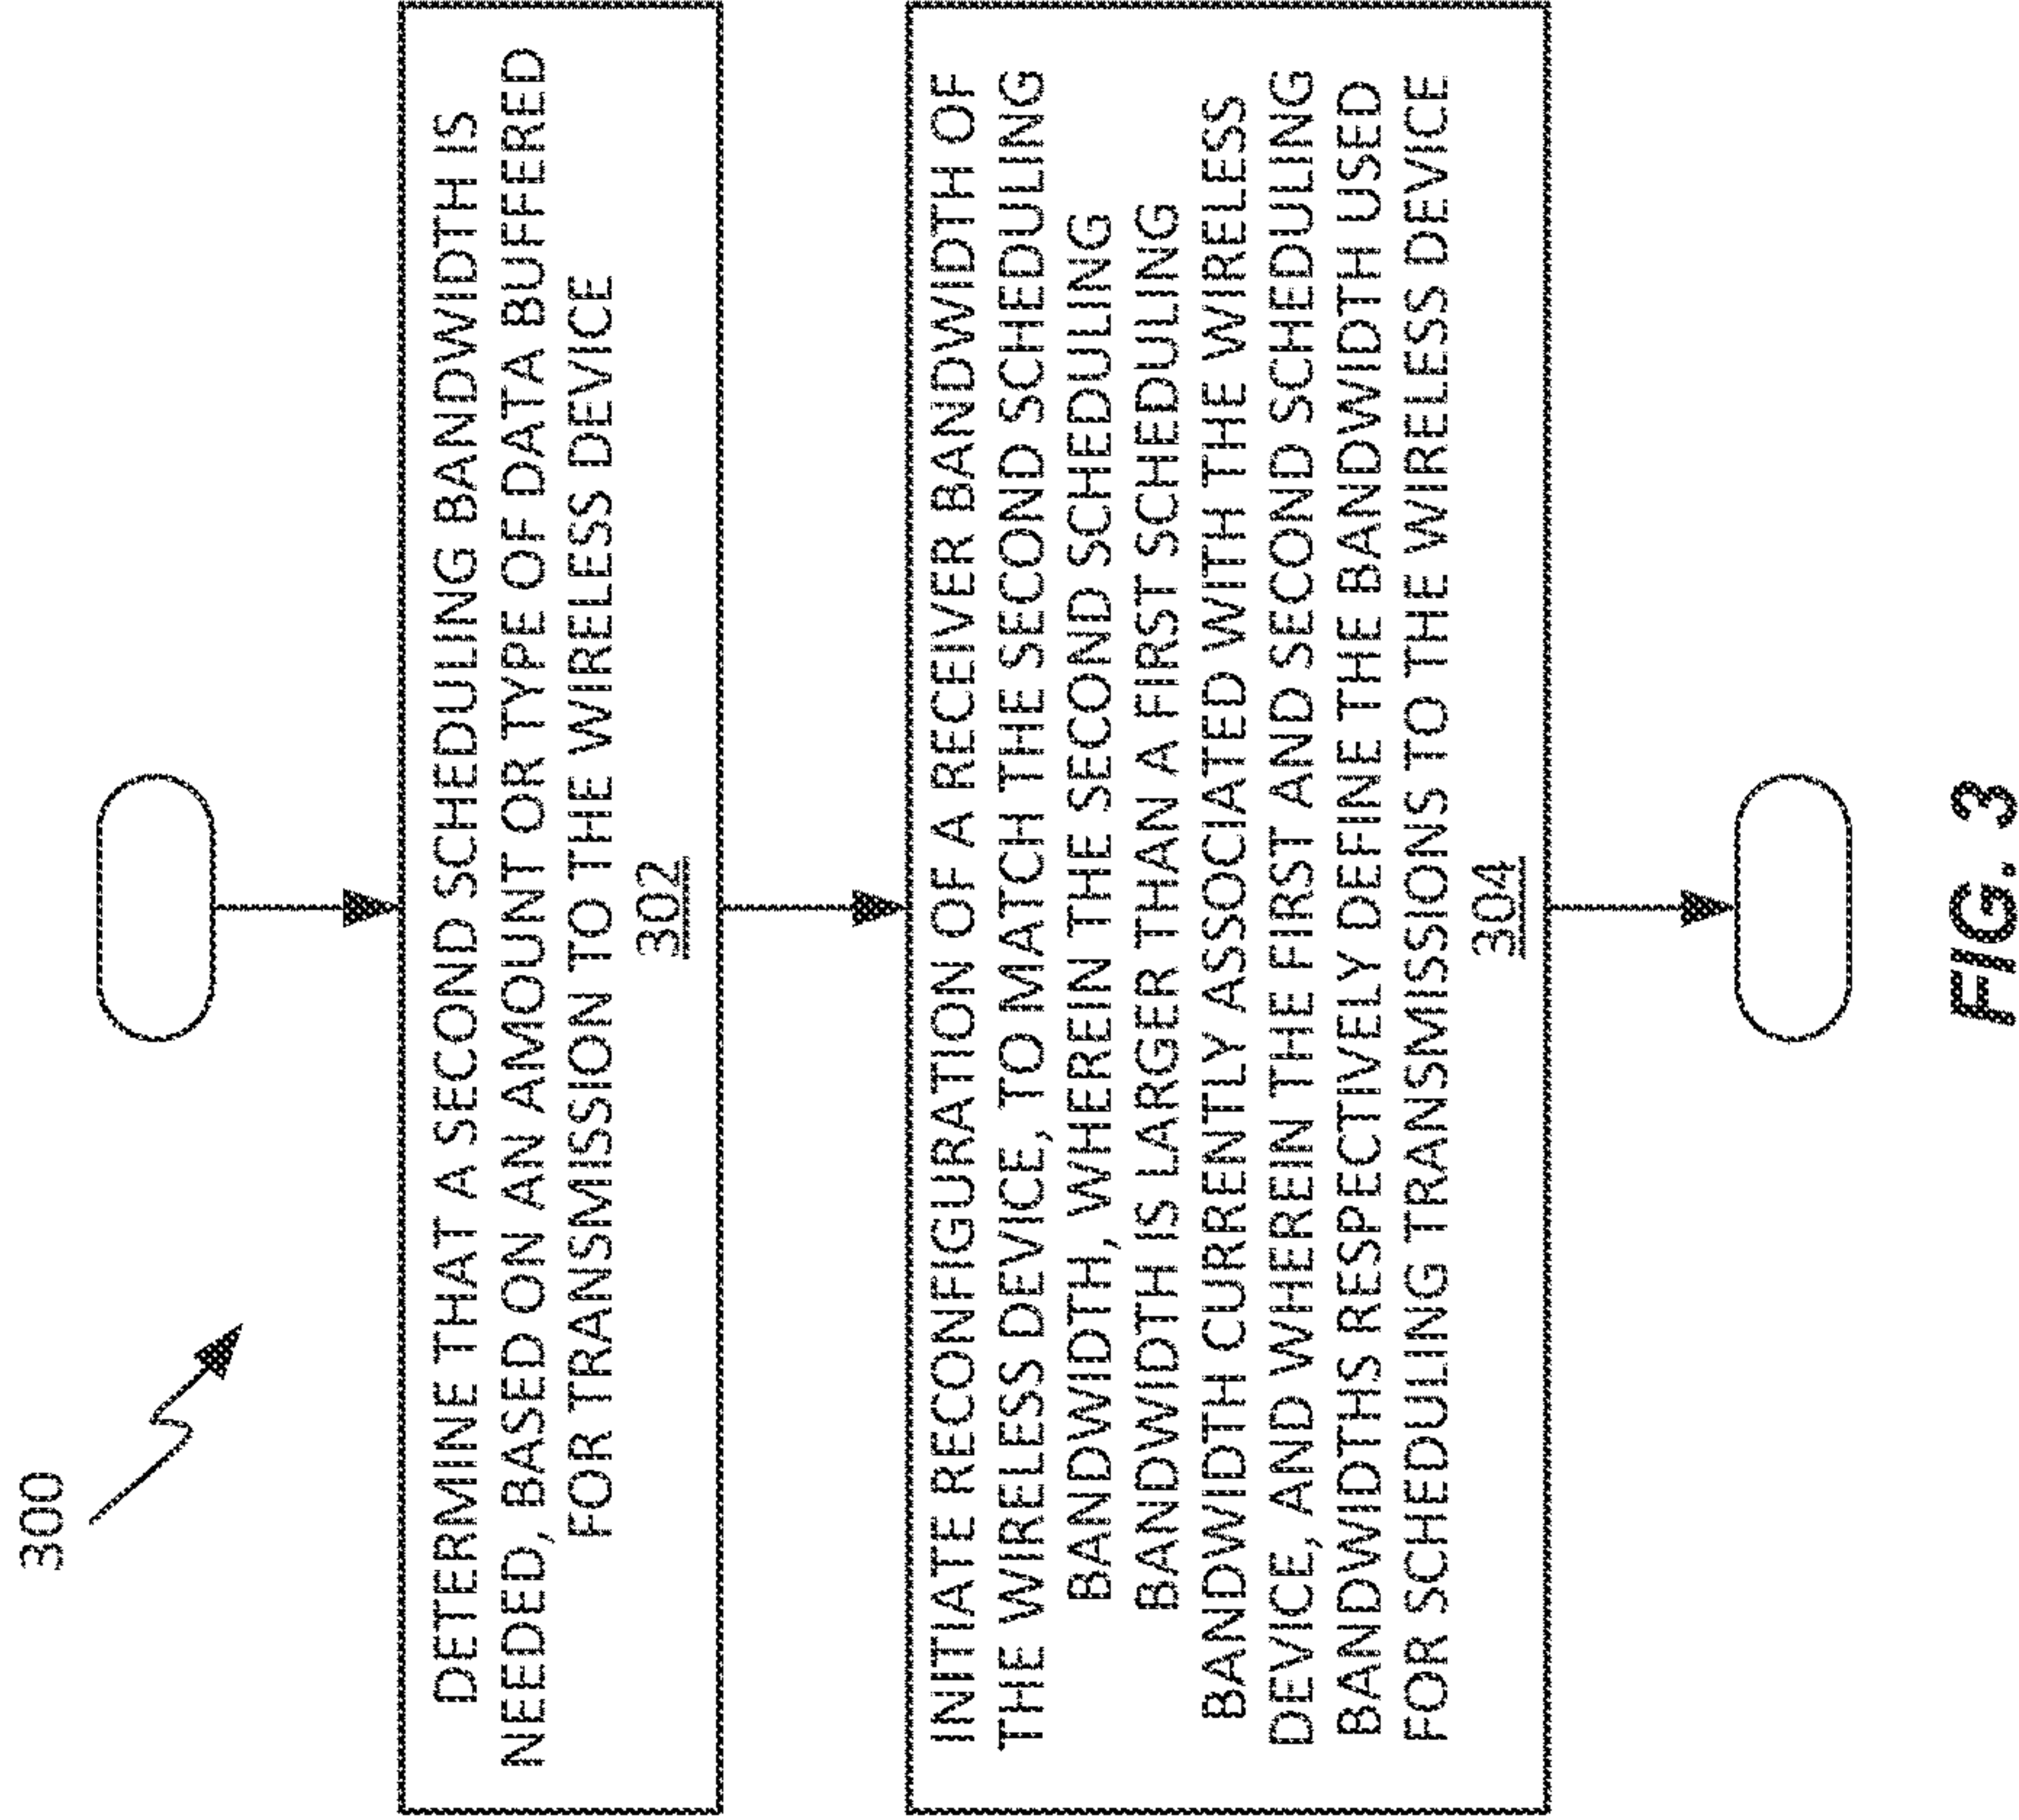 300
DETERMINE THAT A SECOND SCHEDULING BANDWIDTH IS
NEEDED, BASED ON AN AMOUNT OR TYPE OF DATA BUFFERED
FOR TRANSMISSION TO THE WIRELESS DEVICE
302
INITIATE RECONFIGURATION OF A RECEIVER BANDWIDTH OF
THE WIRELESS DEVICE, TO MATCH THE SECOND SCHEDULING
BANDWIDTH, WHEREIN THE SECOND SCHEDULING
BANDWIDTH IS LARGER THAN A FIRST SCHEDULING
BANDWIDTH CURRENTLY ASSOCIATED WITH THE WIRELESS
DEVICE, AND WHEREIN THE FIRST AND SECOND SCHEDULING
BANDWIDTHS RESPECTIVELY DEFINE THE BANDWIDTH USED
FOR SCHEDULING TRANSMISSIONS TO THE WIRELESS DEVICE
304
FIG. 3